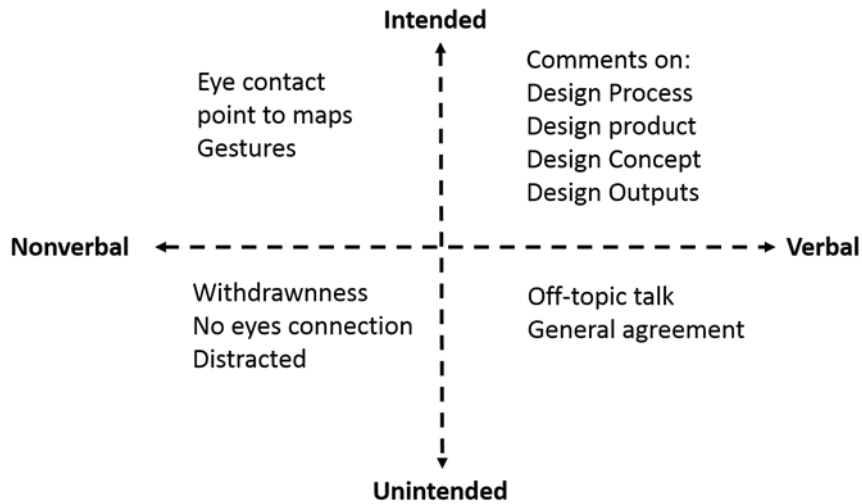 Intended
Eye contact
point to maps
Gestures
Comments on:
Design Process
Design product
Design Concept
Design Outputs
Nonverbal
Verbal
Withdrawnness
No eyes connection
Distracted
Off-topic talk
General agreement
Unintended